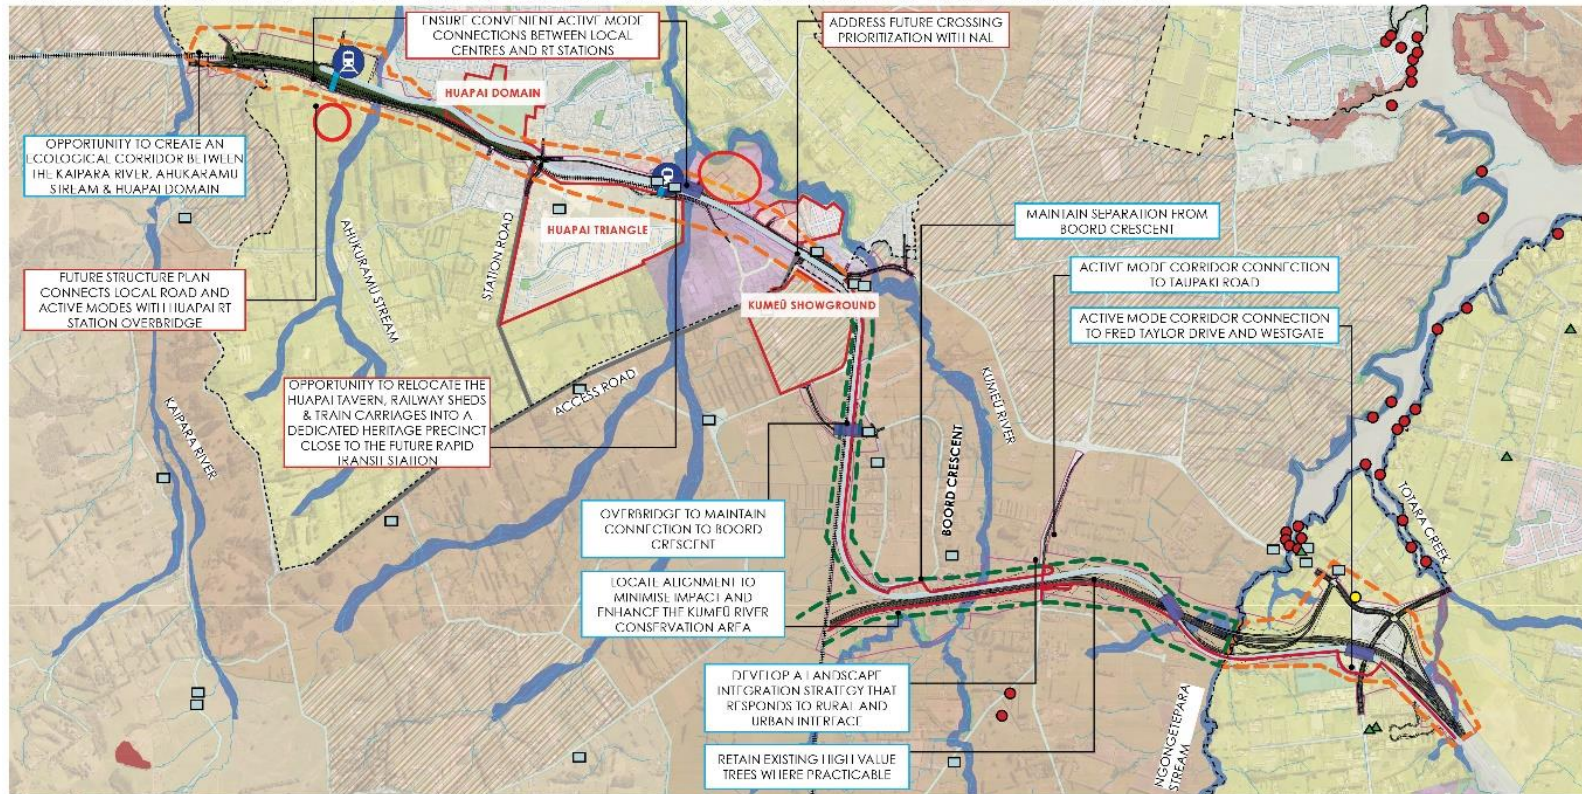 ENSURE CONVENIENT ACTIVE MODE
CONNECTIONS BETWEEN LOCAL
CENTRES AND RT STATIONS
ADDRESS FUTURE CROSSING
PRIORITIZATION WITH NAL
HUAPAI DOMAIN
OPPORTUNITY TO CREATE AN
ECOLOGICAL CORRIDOR BETWEEN
THE KAIPARA RIVER, AHUKARAMU
STREAM & HUAPAI DOMAIN
HUAPAI TRIANGLE
STATION ROAD
AHUKURAMU STREAM
MAINTAIN SEPARATION FROM
BOORD CRESCENT
FUTURE STRUCTURE PLAN
CONNECTS LOCAL ROAD AND
ACTIVE MODES WITH HUAPAI RT
STATION OVERBRIDGE
ACTIVE MODE CORRIDOR CONNECTION
TO TAUPAKI ROAD
KUMEŪ SHOWGROUND
ACTIVE MODE CORRIDOR CONNECTION
TO FRED TAYLOR DRIVE AND WESTGATE
OPPORTUNITY TO RELOCATE THE
HUAPAI TAVERN, RAILWAY SHEDS
& TRAIN CARRIAGES INTO A
DEDICATED HERITAGE PRECINCT
CLOSE TO THE FUTURE RAPID
TRANSIT STATION
ACCESS ROAD
KAIPARA RIVER
KUMEŪ RIVER
BOORD CRESCENT
OVERBRIDGE TO MAINTAIN
CONNECTION TO BOORD
CRESCENT
TOTARA CREEK
LOCATE ALIGNMENT TO
MINIMISE IMPACT AND
ENHANCE THE KUMEŪ RIVER
CONSERVATION AREA
DEVELOP A LANDSCAPE
INTEGRATION STRATEGY THAT
RESPONDS TO RURAL AND
URBAN INTERFACE
NGONGETEPARA
STREAM
RETAIN EXISTING HIGH VALUE
TREES WHERE PRACTICABLE